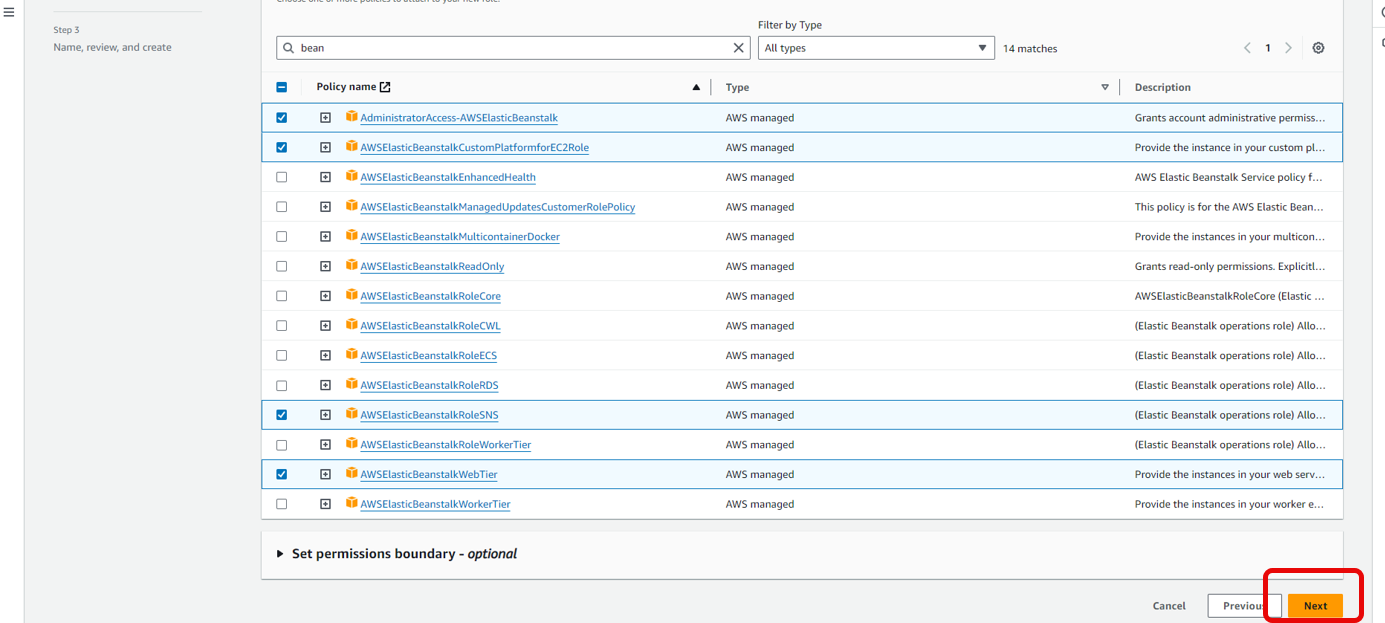 Choose one or more policies to attach to your new role.
Step 3
Name, review, and create
Filter by Type
bean
All types
14 matches
1
Policy name
Type
Description
AdministratorAccess-AWSElasticBeanstalk AWS managed Grants account administrative permiss...
AWSElasticBeanstalkCustomPlatformforEC2Role AWS managed Provide the instance in your custom pl...
AWSElasticBeanstalkEnhancedHealth AWS managed AWS Elastic Beanstalk Service policy f...
AWSElasticBeanstalkManagedUpdatesCustomerRolePolicy AWS managed This policy is for the AWS Elastic Bean...
AWSElasticBeanstalkMulticontainerDocker AWS managed Provide the instances in your multicon...
AWSElasticBeanstalkReadOnly AWS managed Grants read-only permissions. Explicitl...
AWSElasticBeanstalkRoleCore AWS managed AWSElasticBeanstalkRoleCore (Elastic ...
AWSElasticBeanstalkRoleCWL AWS managed (Elastic Beanstalk operations role) Allo...
AWSElasticBeanstalkRoleECS AWS managed (Elastic Beanstalk operations role) Allo...
AWSElasticBeanstalkRoleRDS AWS managed (Elastic Beanstalk operations role) Allo...
AWSElasticBeanstalkRoleSNS AWS managed (Elastic Beanstalk operations role) Allo...
AWSElasticBeanstalkRoleWorkerTier AWS managed (Elastic Beanstalk operations role) Allo...
AWSElasticBeanstalkWebTier AWS managed Provide the instances in your web serv...
AWSElasticBeanstalkWorkerTier AWS managed Provide the instances in your worker e...
Set permissions boundary - optional
Cancel
Previous
Next